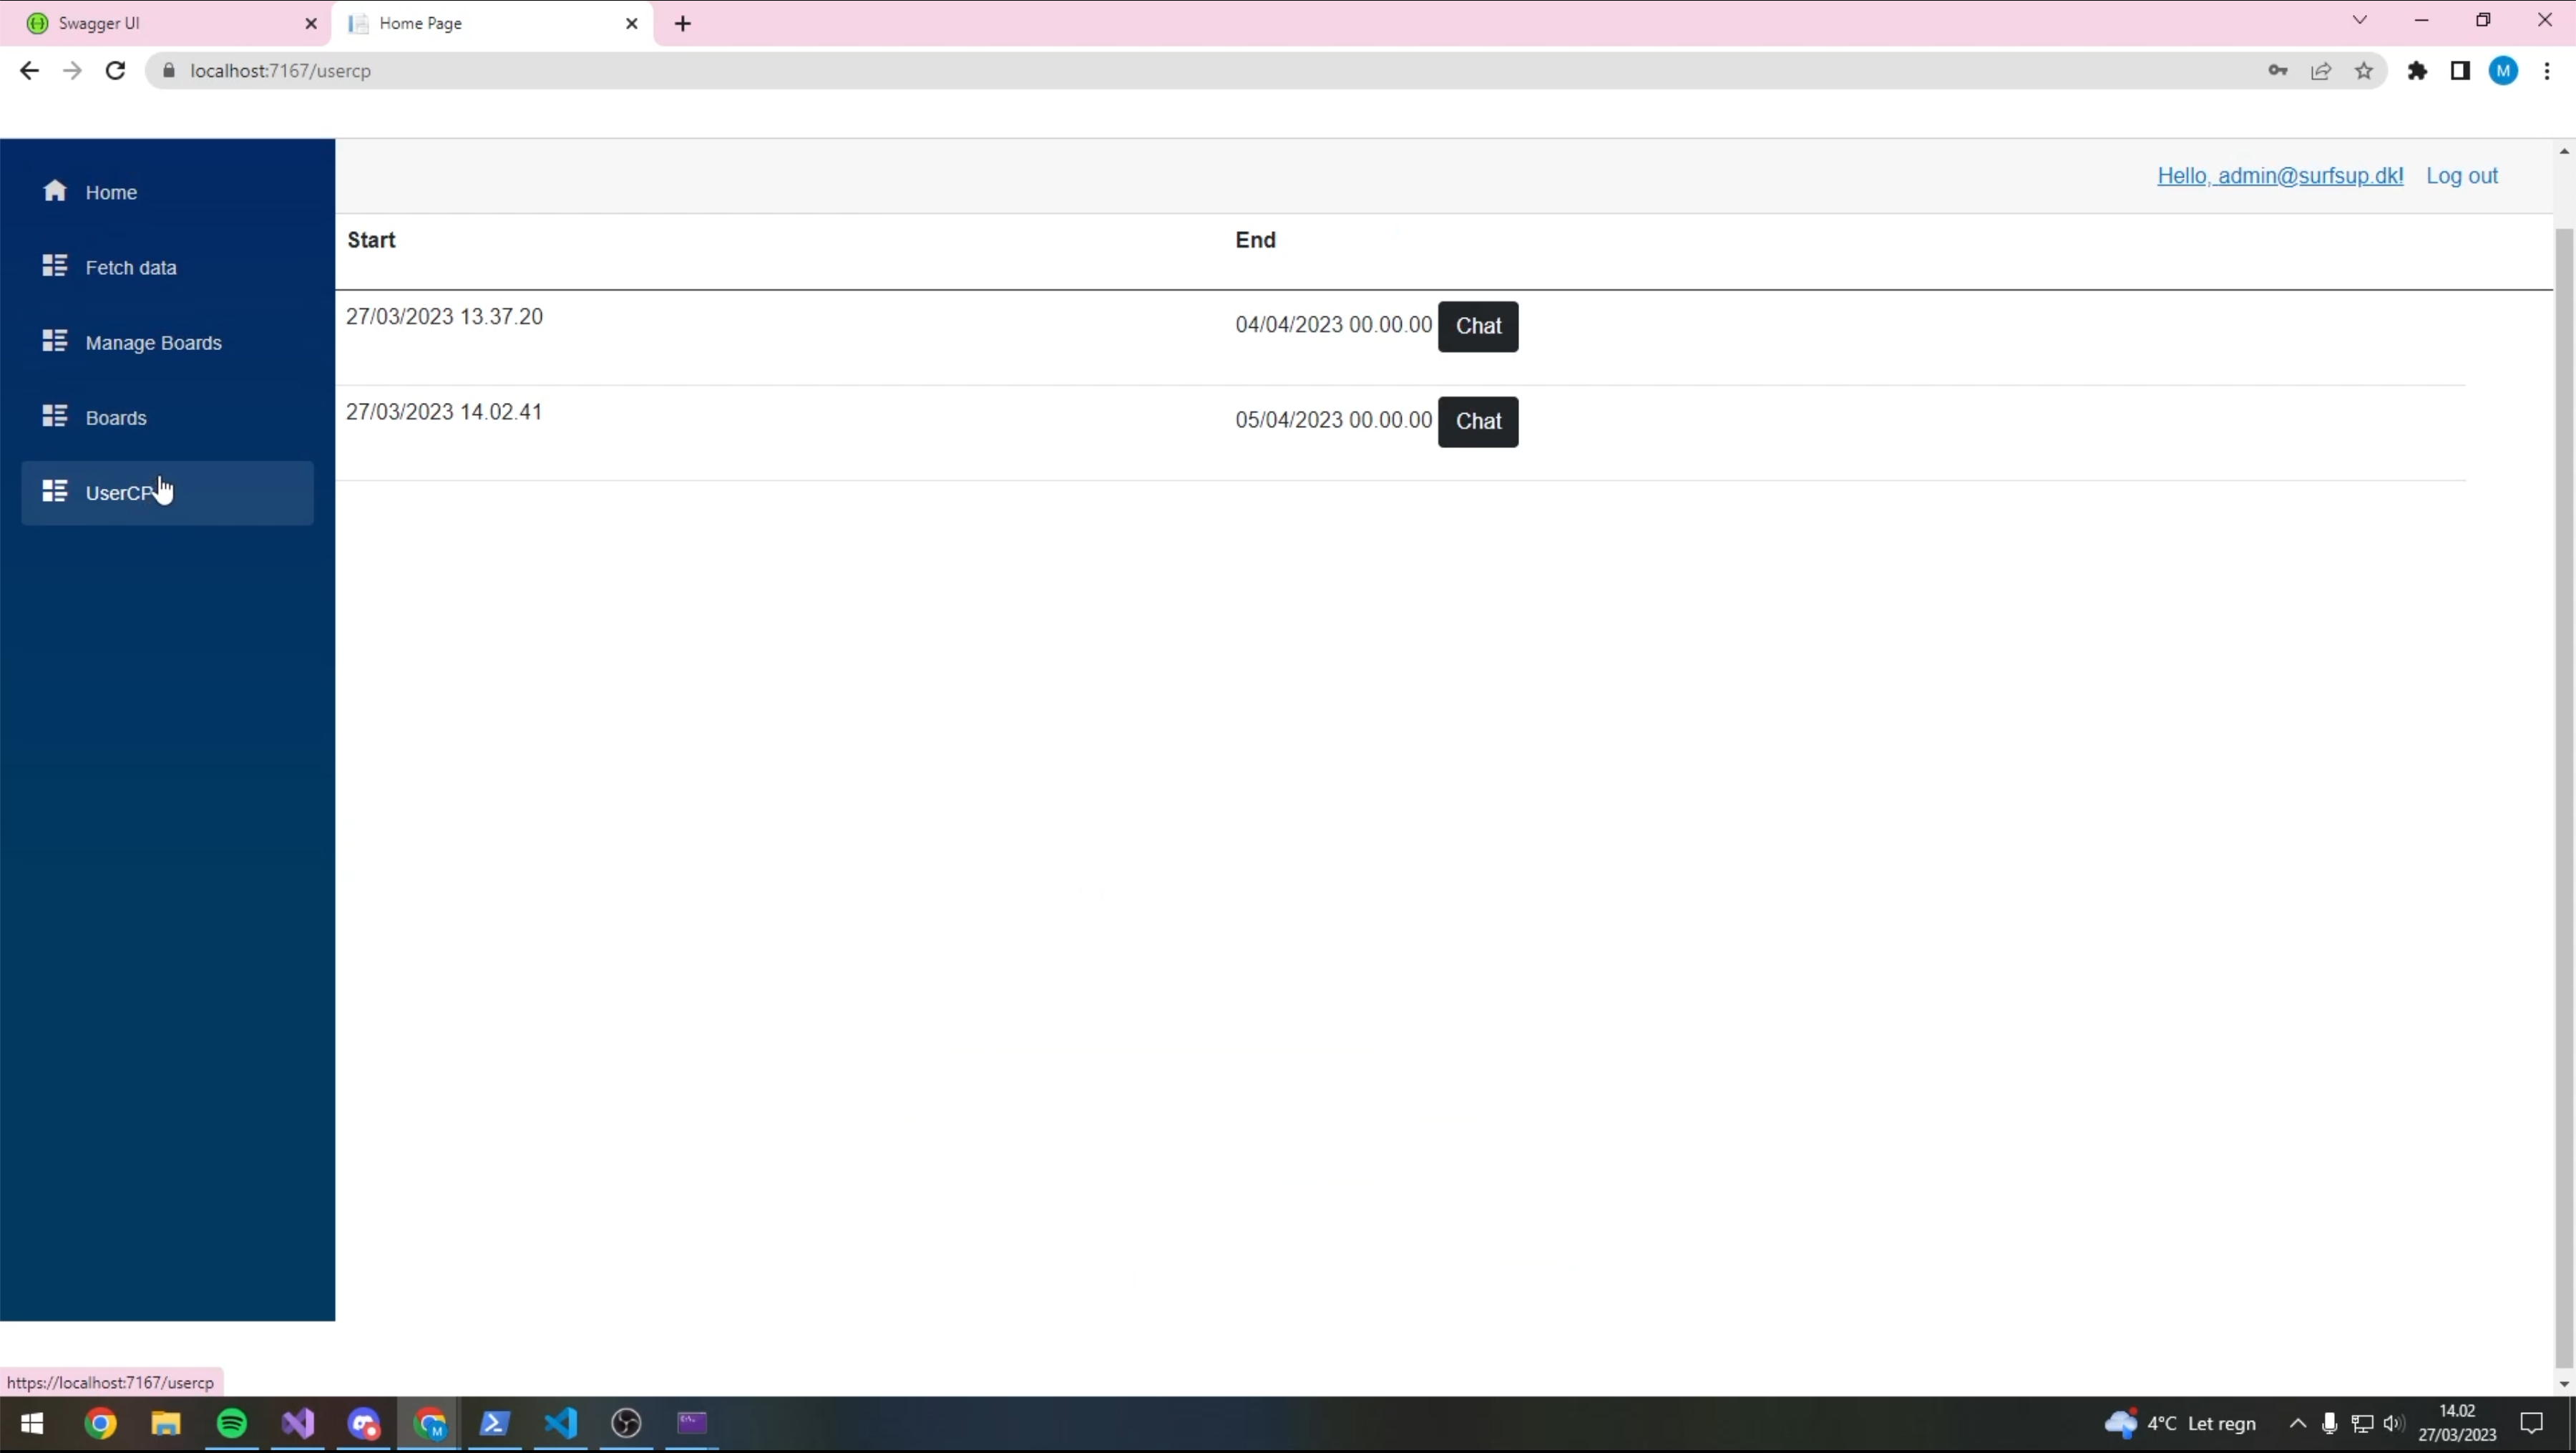 Swagger UI
Home Page
localhost:7167/usercp
M
Hello, admin@surfsup.dk! Log out
Home
Fetch data
Manage Boards
Boards
UserCP
Start End
27/03/2023 13.37.20 04/04/2023 00.00.00 Chat
27/03/2023 14.02.41 05/04/2023 00.00.00 Chat
https://localhost:7167/usercp
M
4°C Let regn
14.02
27/03/2023